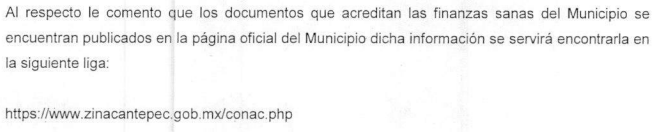 Al respecto le comento que los documentos que acreditan las finanzas sanas del Municipio se
encuentran publicados en la página oficial del Municipio dicha información se servirá encontrarla en
la siguiente liga:
https://www.zinacantepec.gob.mx/conac.php